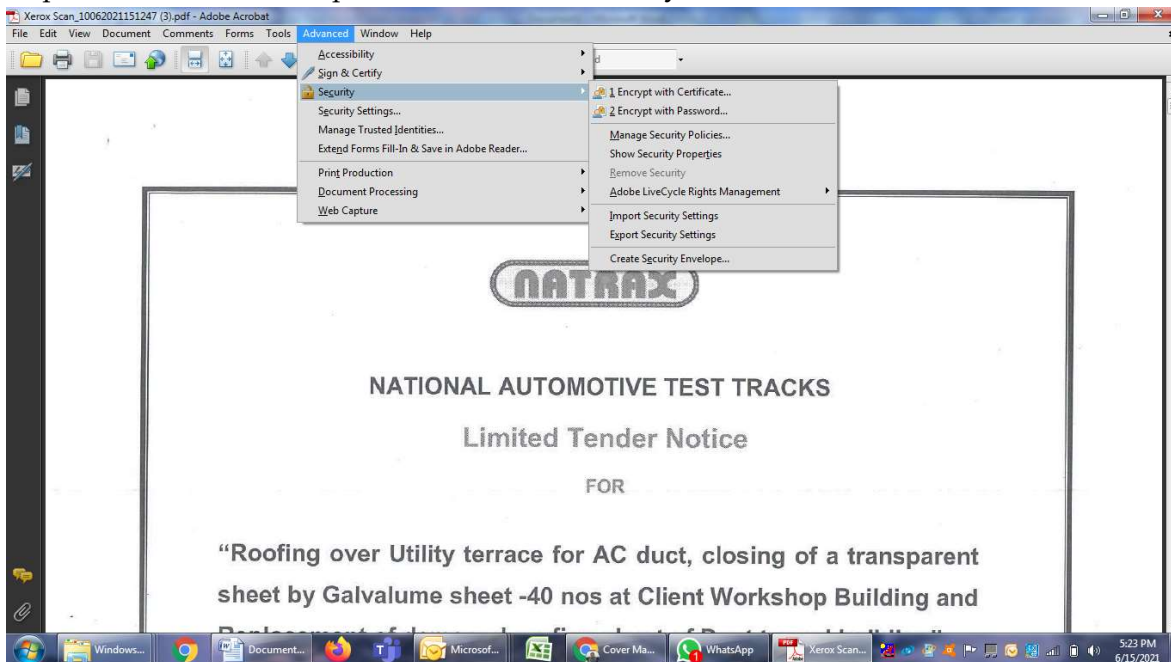 Xerox Scan_10062021151247 (3).pdf - Adobe Acrobat
File Edit View Document Comments Forms Tools Advanced Window Help
Accessibility
Sign & Certify
Security
Security Settings...
Manage Trusted Identities...
Extend Forms Fill-In & Save in Adobe Reader...
Print Production
Document Processing
Web Capture
1 Encrypt with Certificate...
2 Encrypt with Password...
Manage Security Policies...
Show Security Properties
Remove Security
Adobe LiveCycle Rights Management
Import Security Settings
Export Security Settings
Create Security Envelope...
NATRAX
NATIONAL AUTOMOTIVE TEST TRACKS
Limited Tender Notice
FOR
“Roofing over Utility terrace for AC duct, closing of a transparent
sheet by Galvalume sheet -40 nos at Client Workshop Building and
Windows... Document... Microsof... Cover Ma... WhatsApp Xerox Scan... 5:23 PM
6/15/2021